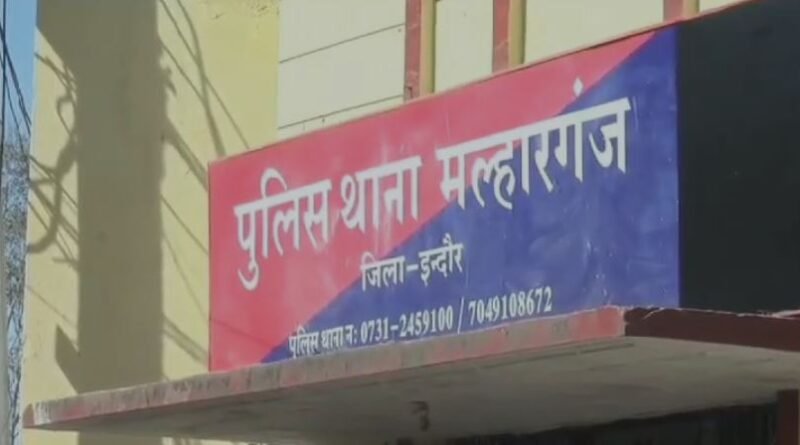 पुलिस थाना मल्हारगंज
जिला-इन्दौर
पुलिस थाना न: 0731-2459100 / 7049108672